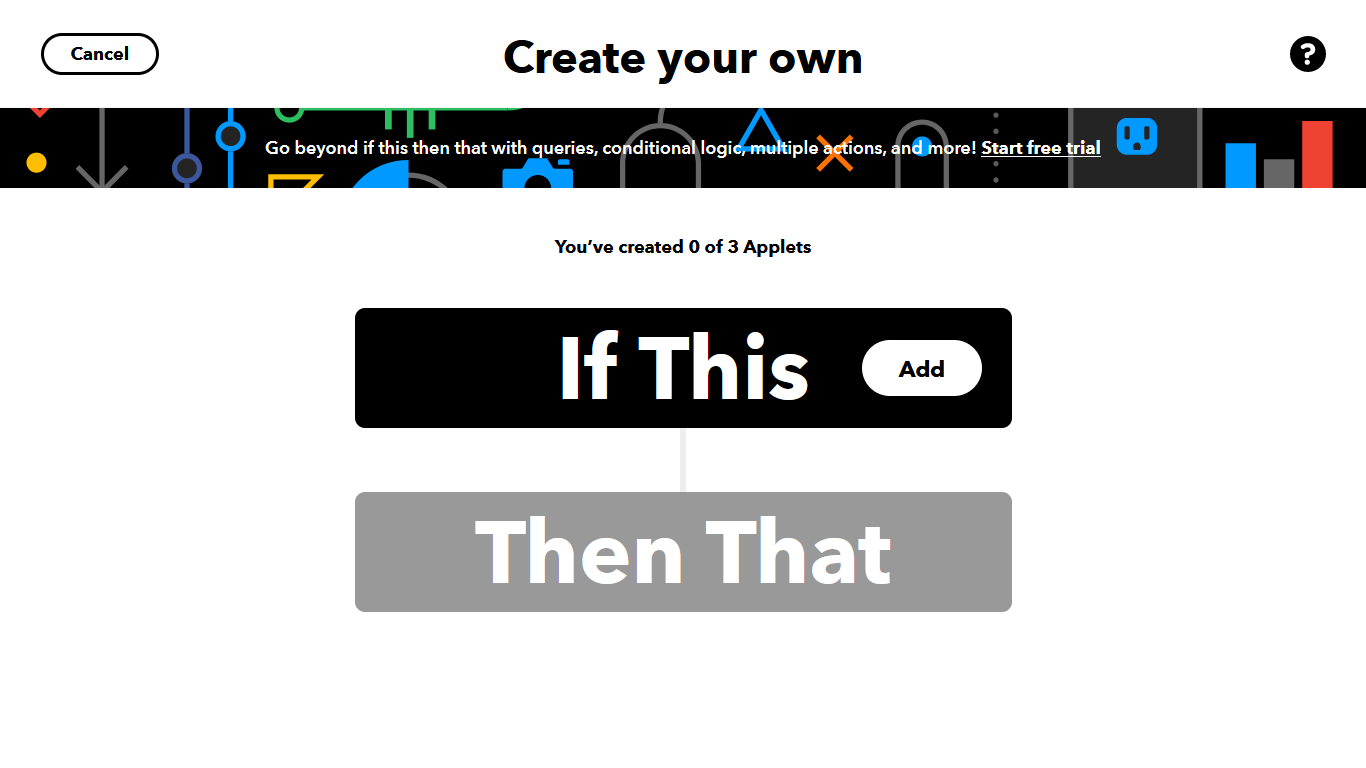 Cancel
Create your own
?
Go beyond if this then that with queries, conditional logic, multiple actions, and more! Start free trial
You’ve created 0 of 3 Applets
If This
Add
Then That